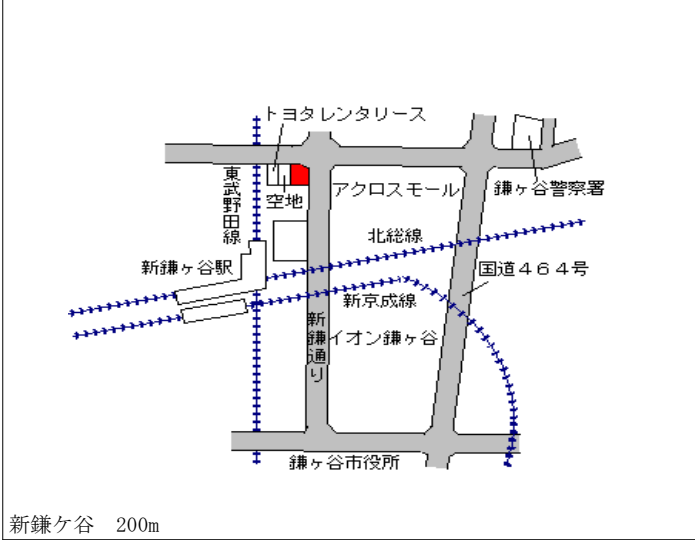 トヨタレンタリース
東武野田線
空地
アクロスモール
鎌ヶ谷警察署
北総線
新鎌ヶ谷駅
国道４６４号
新京成線
新鎌通り
イオン鎌ヶ谷
鎌ヶ谷市役所
新鎌ケ谷　200m